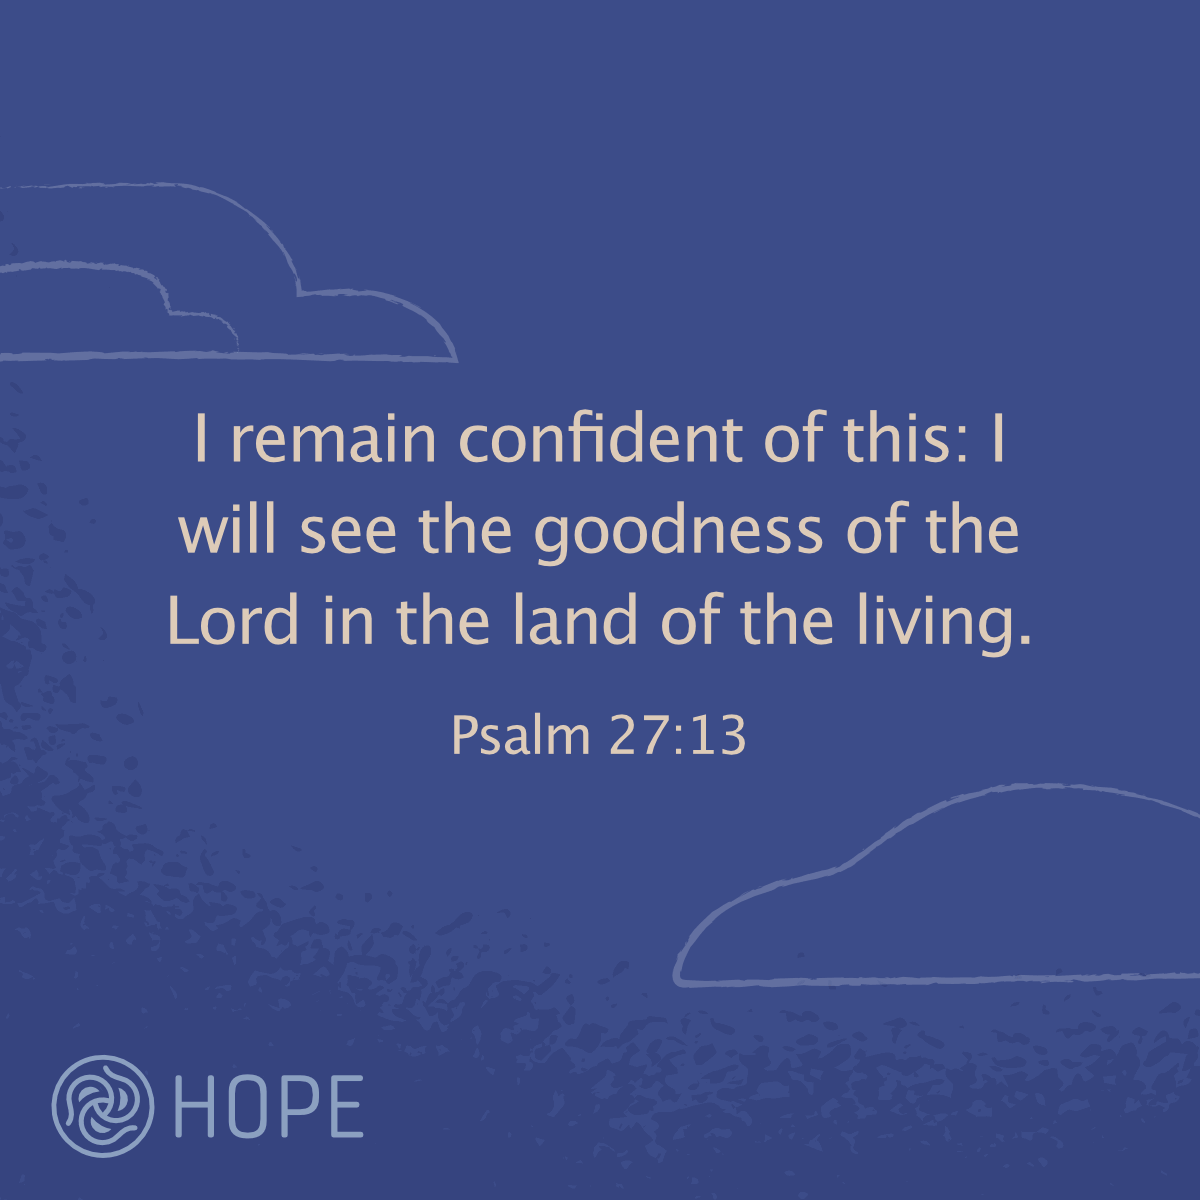 I remain confident of this: I
will see the goodness of the
Lord in the land of the living.
Psalm 27:13
HOPE